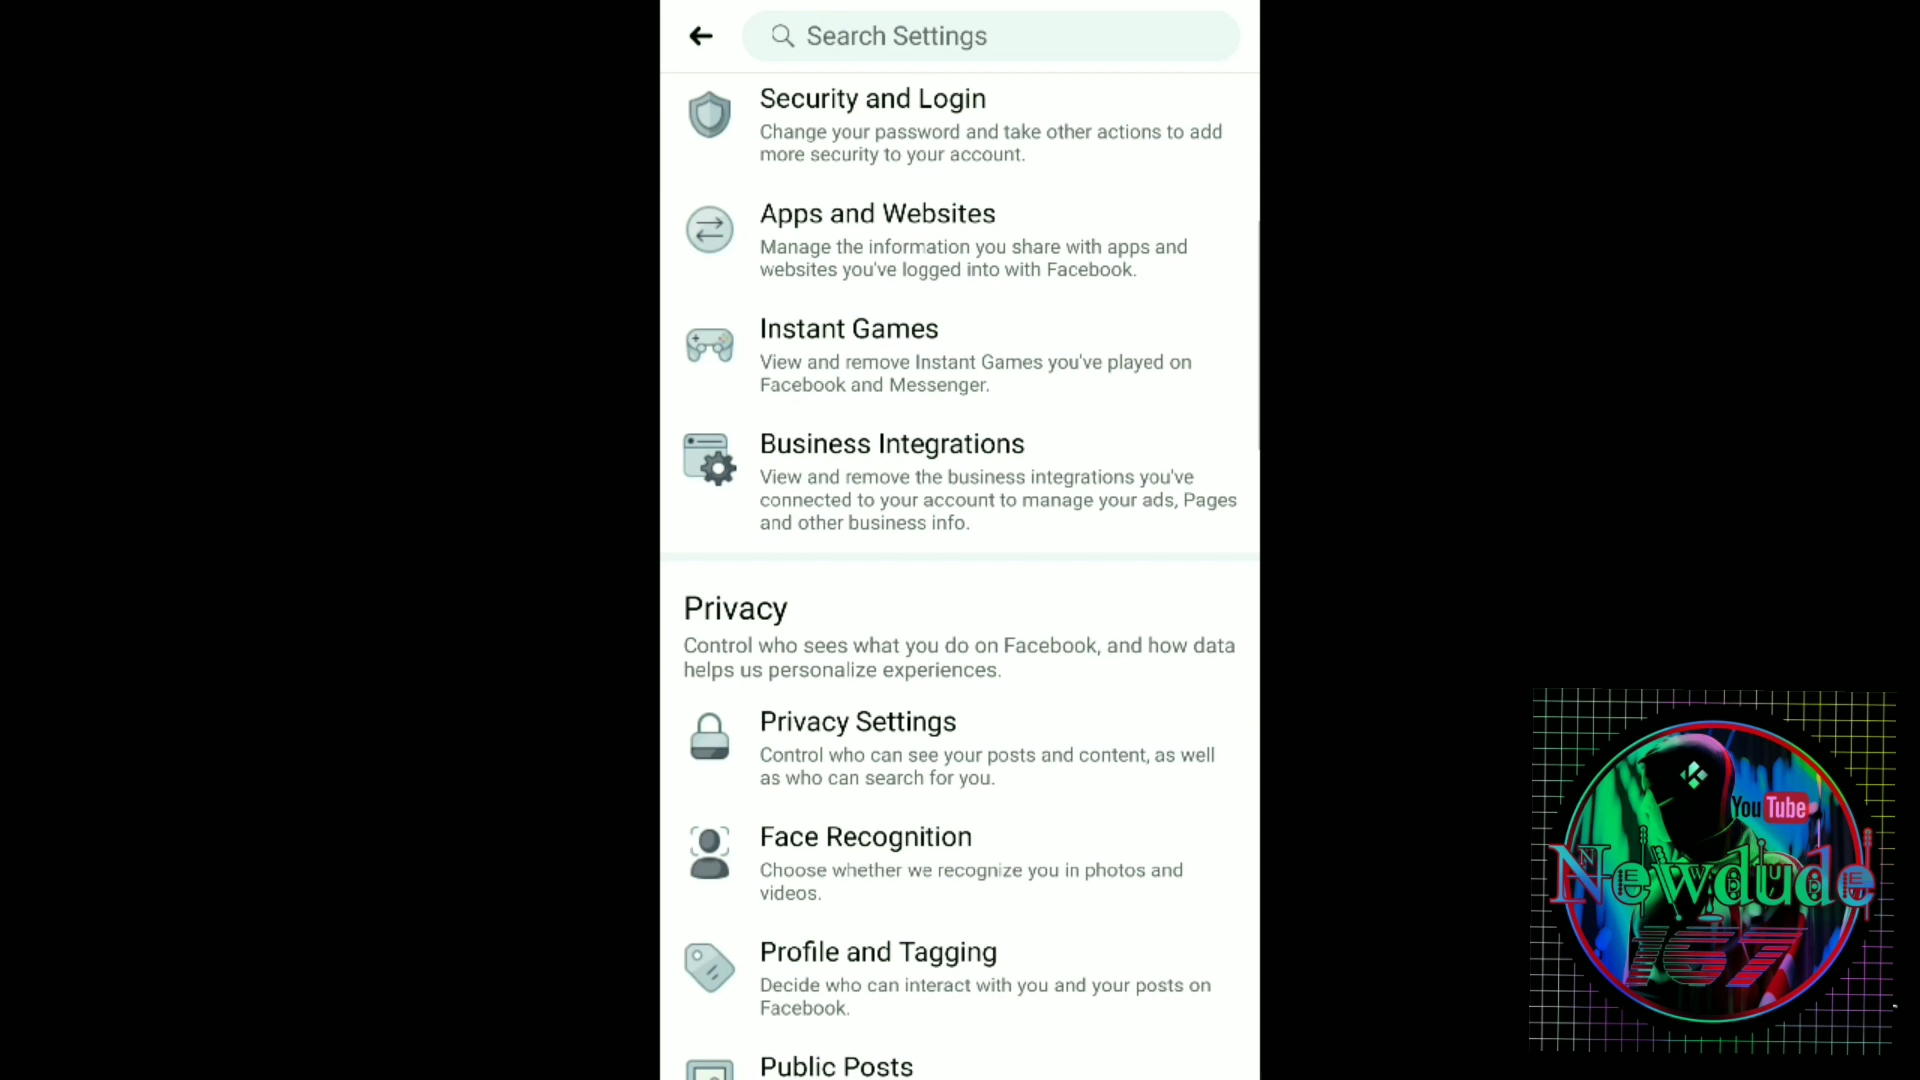 Search Settings
Security and Login
Change your password and take other actions to add
more security to your account.
Apps and Websites
Manage the information you share with apps and
websites you've logged into with Facebook.
Instant Games
View and remove Instant Games you've played on
Facebook and Messenger.
Business Integrations
View and remove the business integrations you've
connected to your account to manage your ads, Pages
and other business info.
Privacy
Control who sees what you do on Facebook, and how data
helps us personalize experiences.
Privacy Settings
Control who can see your posts and content, as well
as who can search for you.
Face Recognition
Choose whether we recognize you in photos and
videos.
Profile and Tagging
Decide who can interact with you and your posts on
Facebook.
Public Posts
YouTube
Newdude
167